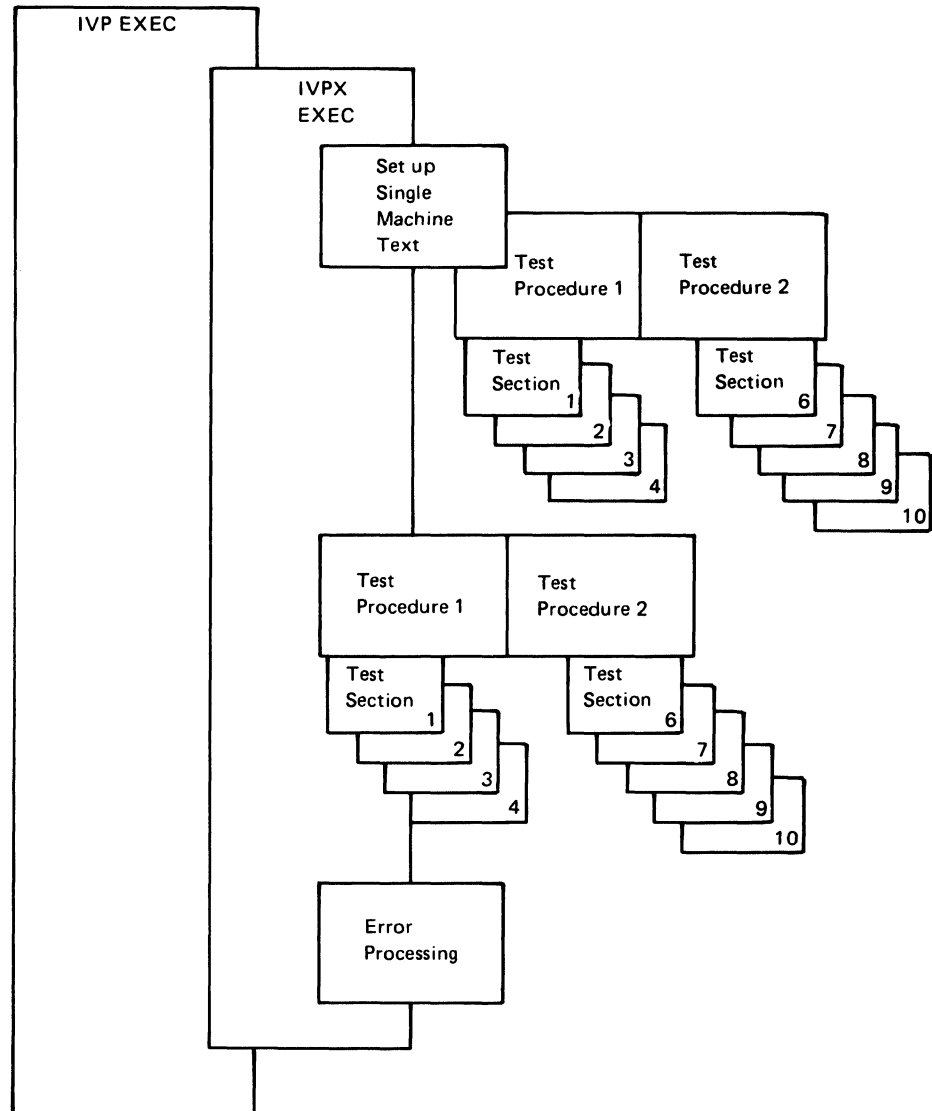 IVP EXEC
IVPX
EXEC
Set up
Single
Machine
Text
Test
Procedure 1
Test
Procedure 2
Test
Section
1
2
3
4
Test
Section
6
7
8
9
10
Test
Procedure 1
Test
Procedure 2
Test
Section
1
2
3
4
Test
Section
6
7
8
9
10
Error
Processing